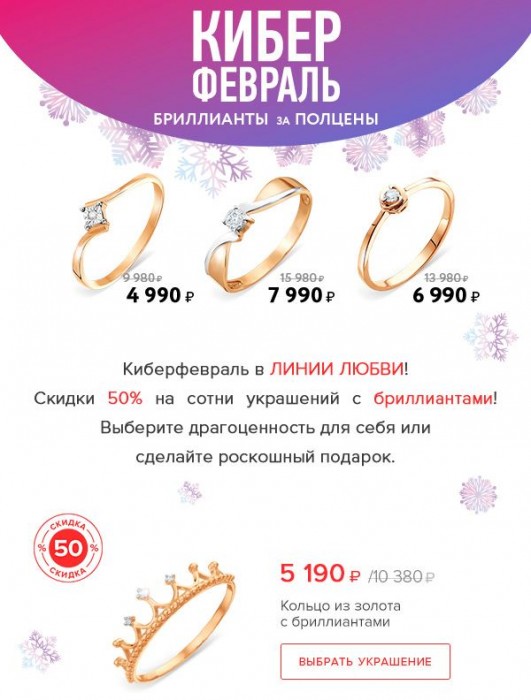 КИБЕР
ФЕВРАЛЬ
БРИЛЛИАНТЫ ЗА ПОЛЦЕНЫ
9 980 ₽
4 990 ₽
15 980 ₽
7 990 ₽
13 980 ₽
6 990 ₽
Киберфевраль в ЛИНИИ ЛЮБВИ!
Скидки 50% на сотни украшений с бриллиантами!
Выберите драгоценность для себя или
сделайте роскошный подарок.
СКИДКА
% 50 %
СКИДКА
5 190 ₽ /10 380 ₽
Кольцо из золота
с бриллиантами
ВЫБРАТЬ УКРАШЕНИЕ